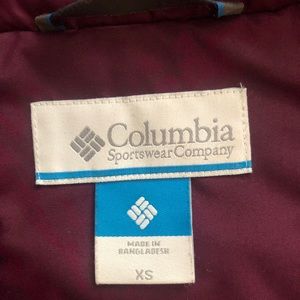 Columbia
Sportswear Company
MADE IN
BANGLADESH
XS